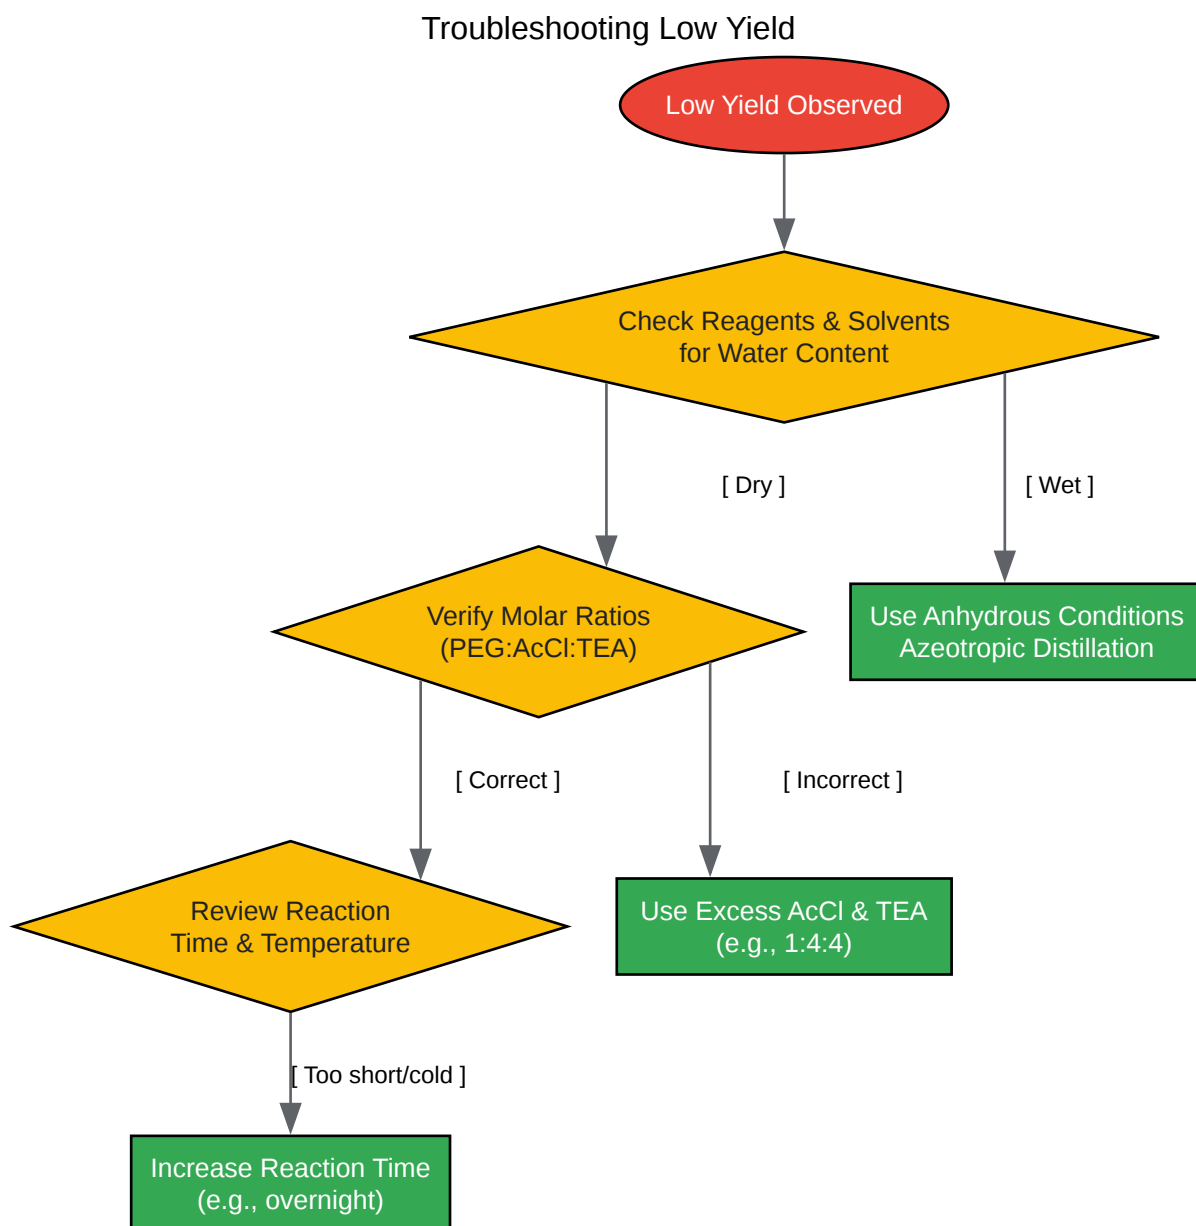 Troubleshooting Low Yield
Low Yield Observed
Check Reagents & Solvents
for Water Content
[ Dry ]
[ Wet ]
Verify Molar Ratios
(PEG:AcCl:TEA)
Use Anhydrous Conditions
Azeotropic Distillation
[ Correct ]
[ Incorrect ]
Review Reaction
Time & Temperature
Use Excess AcCl & TEA
(e.g., 1:4:4)
[ Too short/cold ]
Increase Reaction Time
(e.g., overnight)